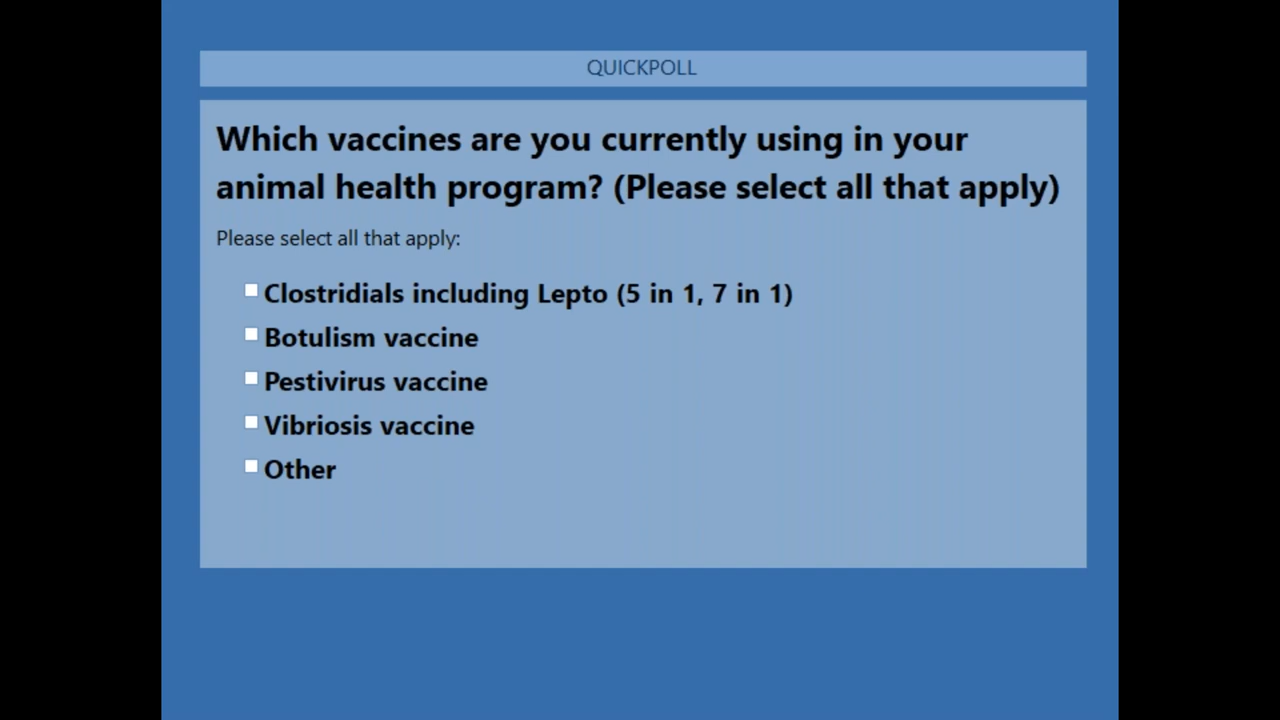 QUICKPOLL
Which vaccines are you currently using in your
animal health program? (Please select all that apply)
Please select all that apply:
Clostridials including Lepto (5 in 1, 7 in 1)
Botulism vaccine
Pestivirus vaccine
Vibriosis vaccine
Other